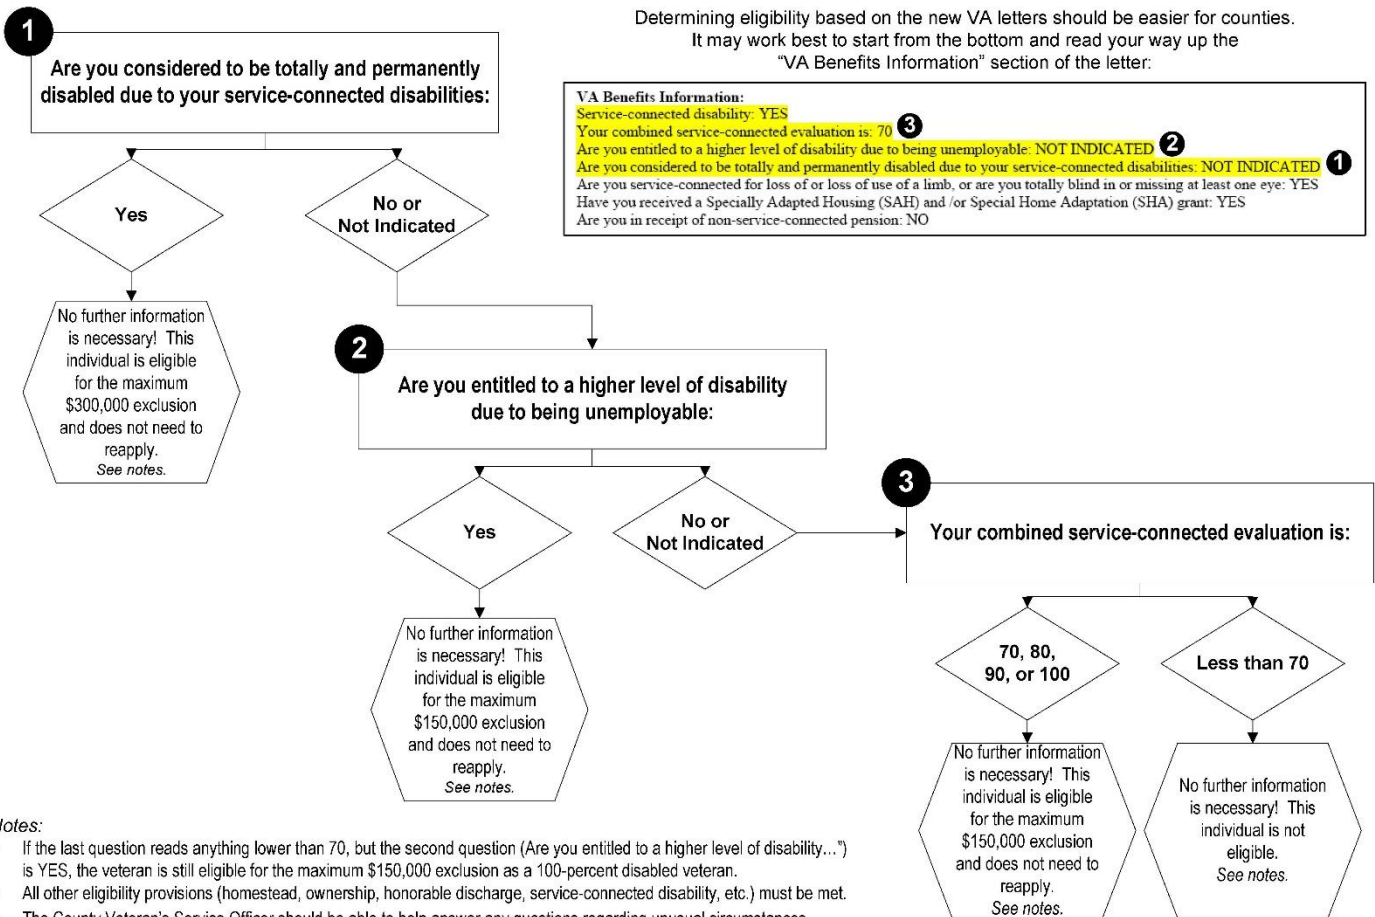 1
Are you considered to be totally and permanently
disabled due to your service-connected disabilities:
Determining eligibility based on the new VA letters should be easier for counties.
It may work best to start from the bottom and read your way up the
“VA Benefits Information” section of the letter:
VA Benefits Information:
Service-connected disability: YES
Your combined service-connected evaluation is: 70 3
Are you entitled to a higher level of disability due to being unemployable: NOT INDICATED 2
Are you considered to be totally and permanently disabled due to your service-connected disabilities: NOT INDICATED 1
Are you service-connected for loss of or loss of use of a limb, or are you totally blind in or missing at least one eye: YES
Have you received a Specially Adapted Housing (SAH) and /or Special Home Adaptation (SHA) grant: YES
Are you in receipt of non-service-connected pension: NO
Yes
No or
Not Indicated
No further information
is necessary! This
individual is eligible
for the maximum
$300,000 exclusion
and does not need to
reapply.
See notes.
2
Are you entitled to a higher level of disability
due to being unemployable:
Yes
No or
Not Indicated
No further information
is necessary! This
individual is eligible
for the maximum
$150,000 exclusion
and does not need to
reapply.
See notes.
3
Your combined service-connected evaluation is:
70, 80,
90, or 100
Less than 70
No further information
is necessary! This
individual is eligible
for the maximum
$150,000 exclusion
and does not need to
reapply.
See notes.
No further information
is necessary! This
individual is not
eligible.
See notes.
Notes:
If the last question reads anything lower than 70, but the second question (Are you entitled to a higher level of disability…”)
is YES, the veteran is still eligible for the maximum $150,000 exclusion as a 100-percent disabled veteran.
All other eligibility provisions (homestead, ownership, honorable discharge, service-connected disability, etc.) must be met.
The County Veteran's Service Officer should be able to help answer any questions regarding unusual circumstances